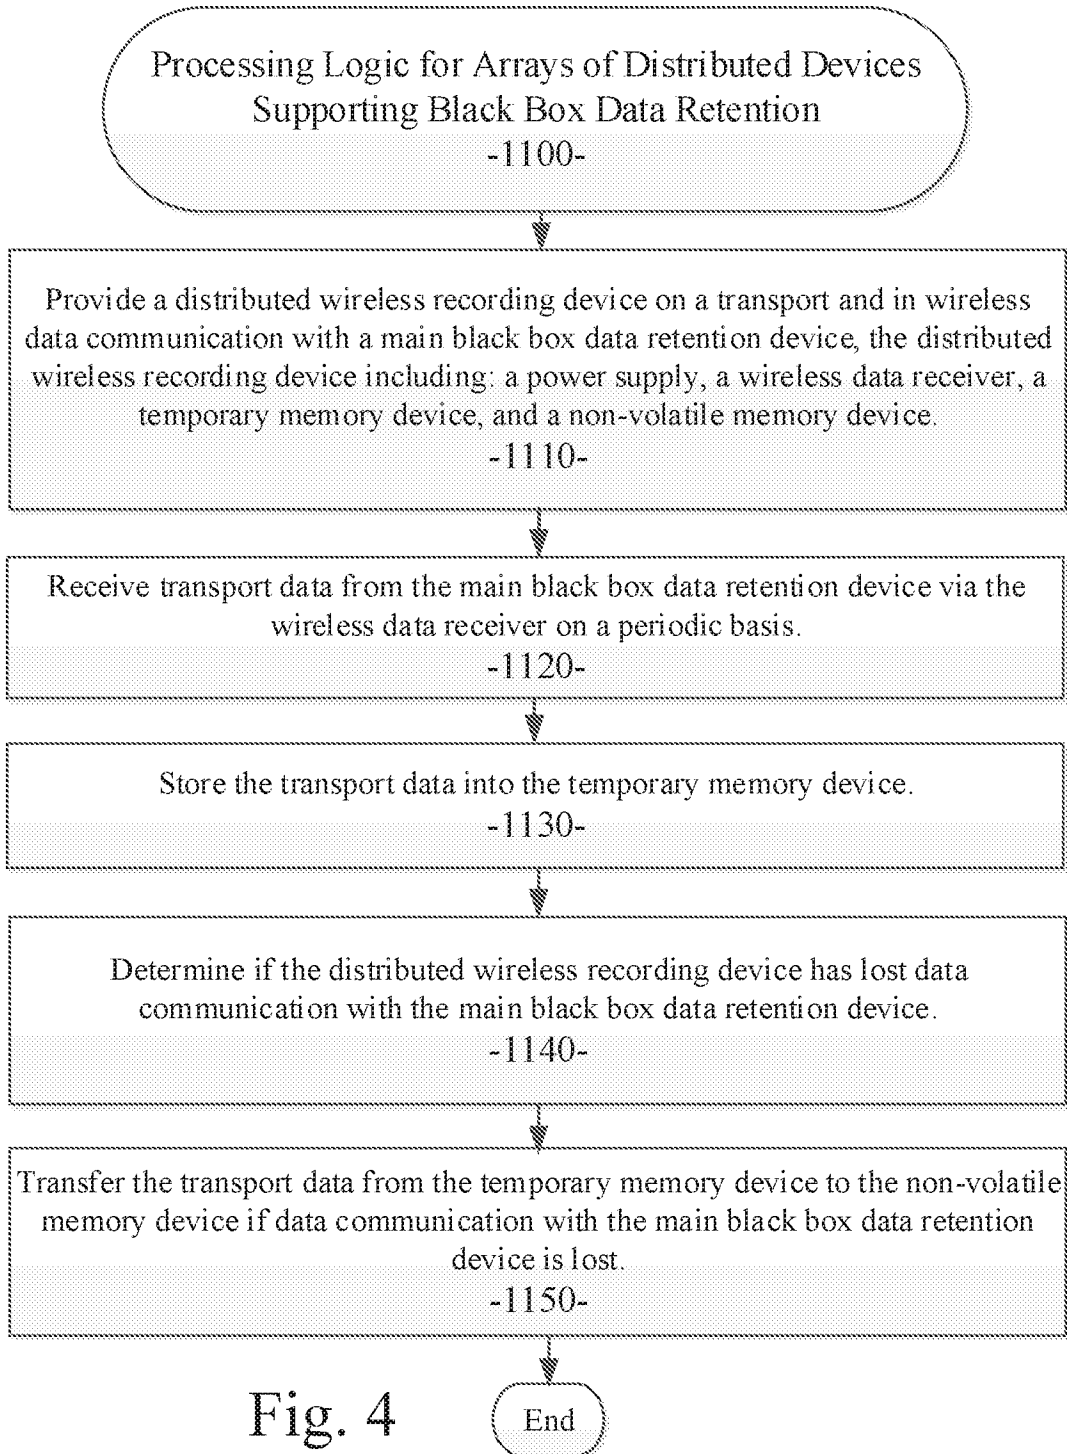 Processing Logic for Arrays of Distributed Devices
Supporting Black Box Data Retention
-1100-
Provide a distributed wireless recording device on a transport and in wireless
data communication with a main black box data retention device, the distributed
wireless recording device including: a power supply, a wireless data receiver, a
temporary memory device, and a non-volatile memory device.
-1110-
Receive transport data from the main black box data retention device via the
wireless data receiver on a periodic basis.
-1120-
Store the transport data into the temporary memory device.
-1130-
Determine if the distributed wireless recording device has lost data
communication with the main black box data retention device.
-1140-
Transfer the transport data from the temporary memory device to the non-volatile
memory device if data communication with the main black box data retention
device is lost.
-1150-
Fig. 4
End